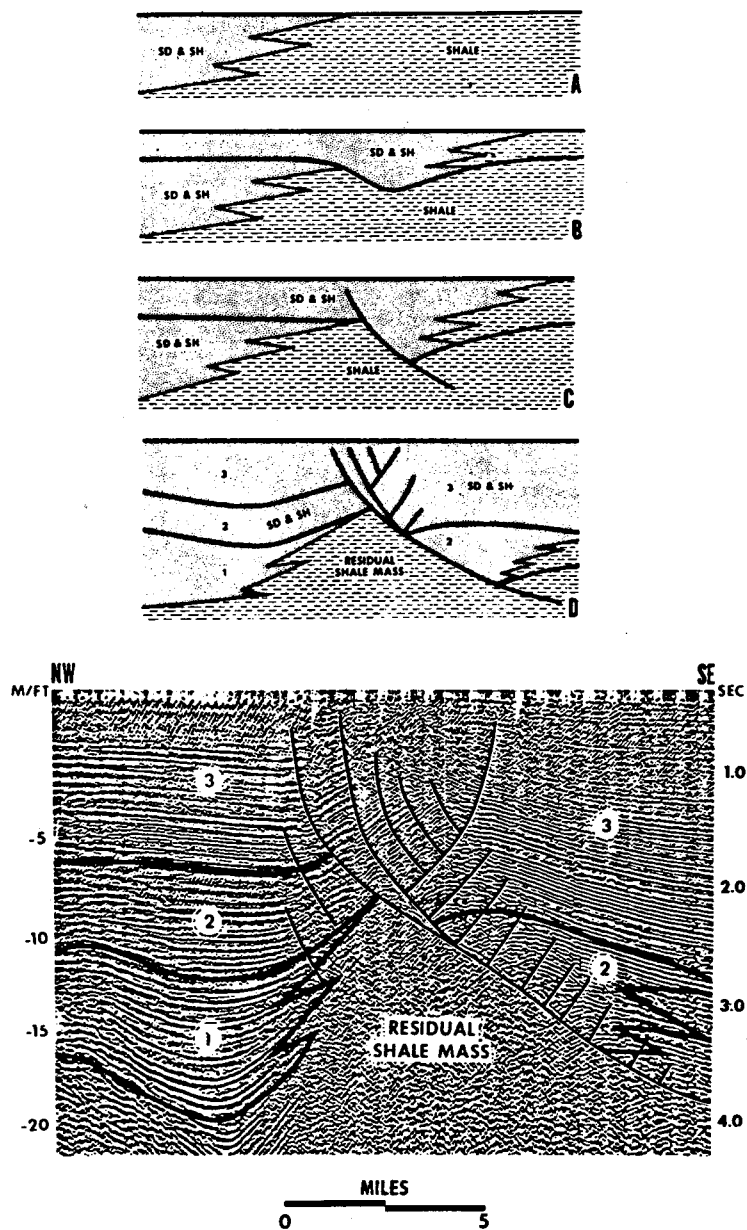 SD & SH
SHALE
A
SD & SH
SD & SH
SHALE
B
SD & SH
SD & SH
SHALE
C
3
3 SD & SH
2 SD & SH
2
1
RESIDUAL
SHALE MASS
D
NW
SE
M/FT
SEC
1.0
3
3
-5
2.0
2
-10
2
3.0
-15
1
RESIDUAL
SHALE MASS
-20
4.0
MILES
0 5